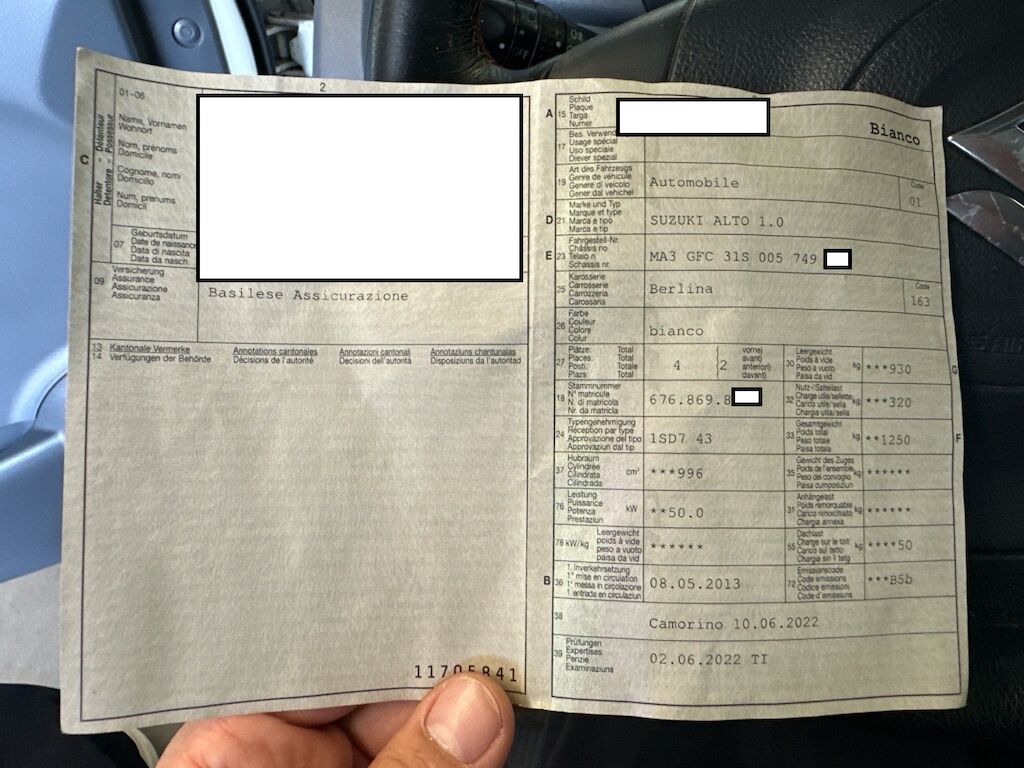 2
01-06
Name, Vornamen
Wohnort
Nom, prénoms
Domicile
Cognome, nomi
Domicilio
Num, prenums
Domicil
C
Halter - Détenteur
Detentore - Possessur
07
Geburtsdatum
Date de naissance
Data di nascita
Data da nasch.
09
Versicherung
Assurance
Assicurazione
Assicuranza
Basilese Assicurazione
13 Kantonale Vermerke
14 Verfügungen der Behörde
Annotations cantonales
Décisions de l'autorité
Annotazioni cantonali
Decisioni dell'autorità
Annotaziuns chantunalas
Disposiziuns da l'autoritad
11705841
A 15
Schild
Plaque
Targa
Numer
Bianco
17
Bes. Verwend
Usage spécial
Uso speciale
Diever spezial
19
Art des Fahrzeugs
Genre de véhicule
Genere di veicolo
Gener dal vehichel
Automobile
Code
01
D 21
Marke und Typ
Marque et type
Marca e tipo
Marca e tip
SUZUKI ALTO 1.0
E 23
Fahrgestell-Nr.
Châssis no.
Telaio n.
Schassis nr.
MA3 GFC 31S 005 749
25
Karosserie
Carrosserie
Carrozzeria
Carossaria
Berlina
Code
163
26
Farbe
Couleur
Colore
Colur
bianco
27
Plätze: Total
Places: Total
Posti: Totale
Plazs: Total
4
(2
vorne)
avant)
anteriori)
davant)
30
Leergewicht
Poids à vide
Peso a vuoto
Paisa da vid
kg
***930
G
18
Stammnummer
N° matricule
N. di matricola
Nr. da matricla
676.869.8
32
Nutz-/Sattellast
Charge utile/sellette
Carico utile/sella
Chargia utila/sella
kg
***320
24
Typengenehmigung
Réception par type
Approvazione del tipo
Approvaziun dal tip
1SD7 43
33
Gesamtgewicht
Poids total
Peso totale
Paisa totala
kg
**1250
F
37
Hubraum
Cylindrée
Cilindrata
Cilindrada
cm³
***996
35
Gewicht des Zuges
Poids de l'ensemble
Peso del convoglio
Paisa cumposiziun
kg
******
76
Leistung
Puissance
Potenza
Prestaziun
kW
**50.0
31
Anhängelast
Poids remorquable
Carico rimorchiato
Chargia annexa
kg
******
78 kW/kg
Leergewicht
poids à vide
peso a vuoto
paisa da vid
******
55
Dachlast
Charge sur le toit
Carico sul tetto
Chargia sin il tetg
kg
****50
B 36
1. Inverkehrsetzung
1re mise en circulation
1a messa in circolazione
1. entrada en circulaziun
08.05.2013
72
Emissionscode
Code émissions
Codice emissioni
Code d'emissiuns
***B5b
38
Camorino 10.06.2022
39
Prüfungen
Expertises
Perizie
Examinaziuns
02.06.2022 TI